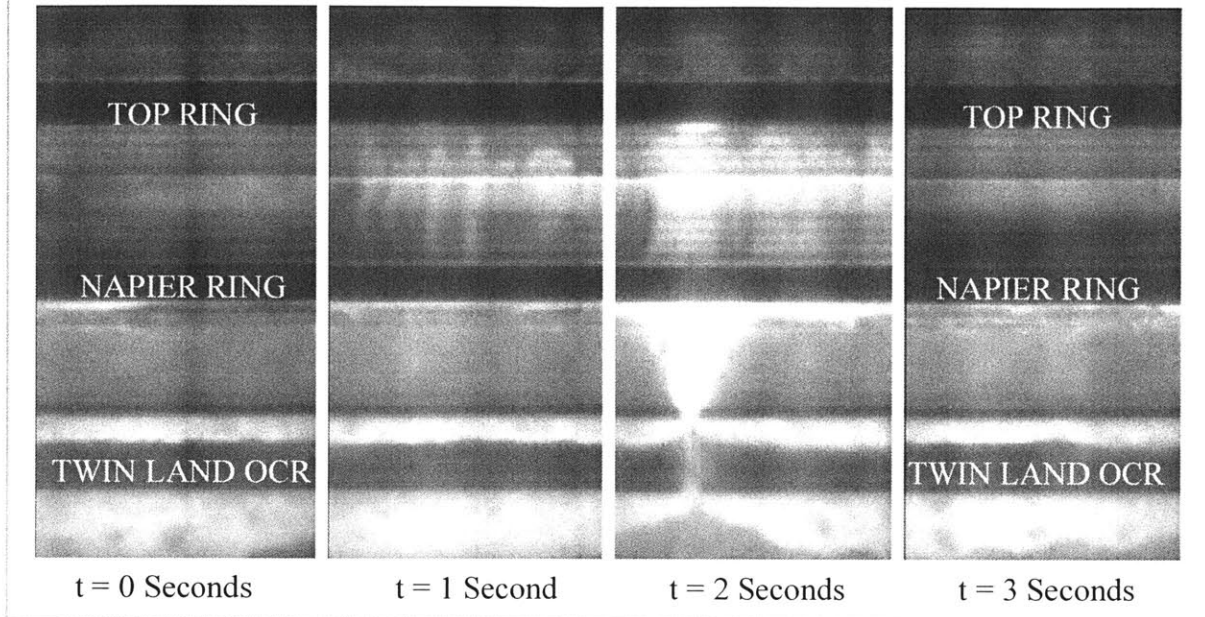 TOP RING
TOP RING
NAPIER RING
NAPIER RING
TWIN LAND OCR
TWIN LAND OCR
t = 0 Seconds
t = 1 Second
t = 2 Seconds
t = 3 Seconds